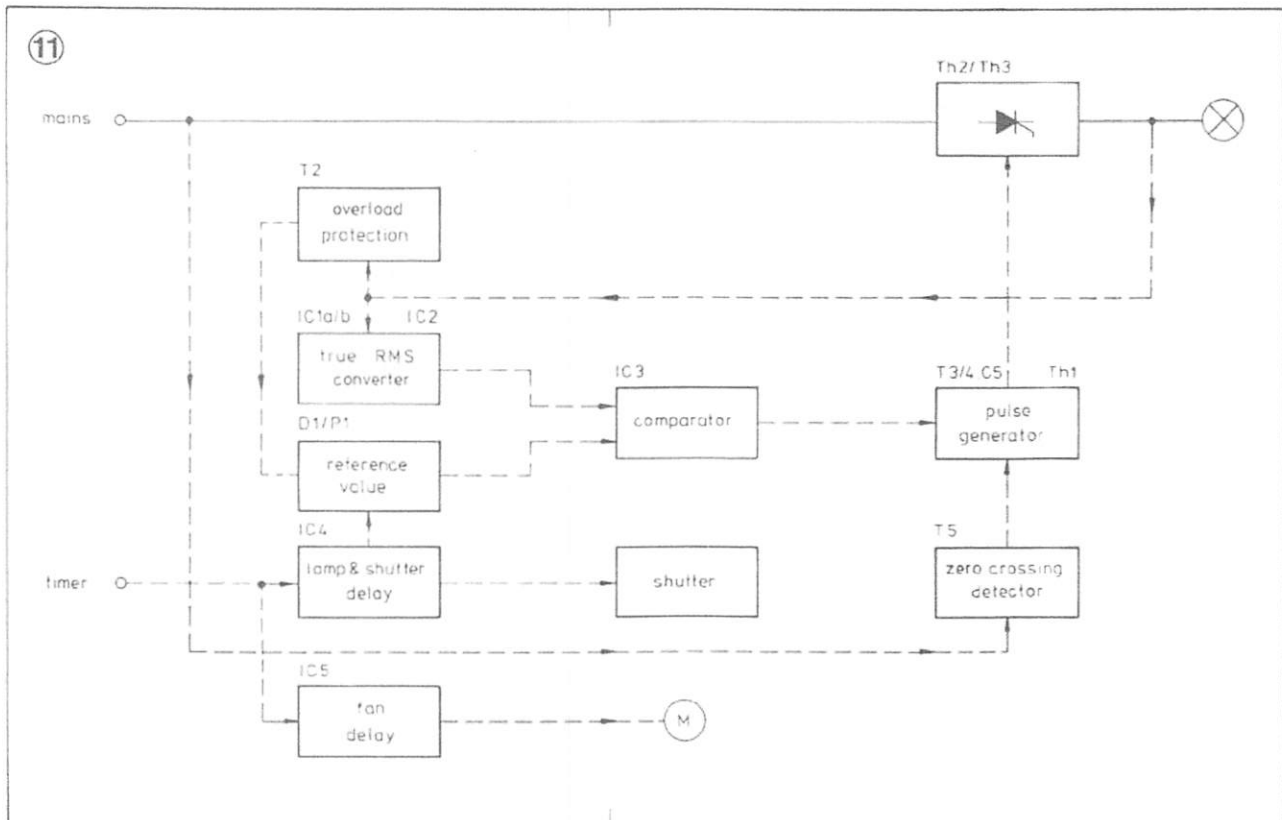 11
Th2/Th3
mains
T2
overload
protection
IC1a/b IC2
true RMS
converter
IC3
T3/4 C5 Th1
comparator
pulse
generator
D1/P1
reference
value
IC4
T5
timer
lamp & shutter
delay
shutter
zero crossing
detector
IC5
fan
delay
M